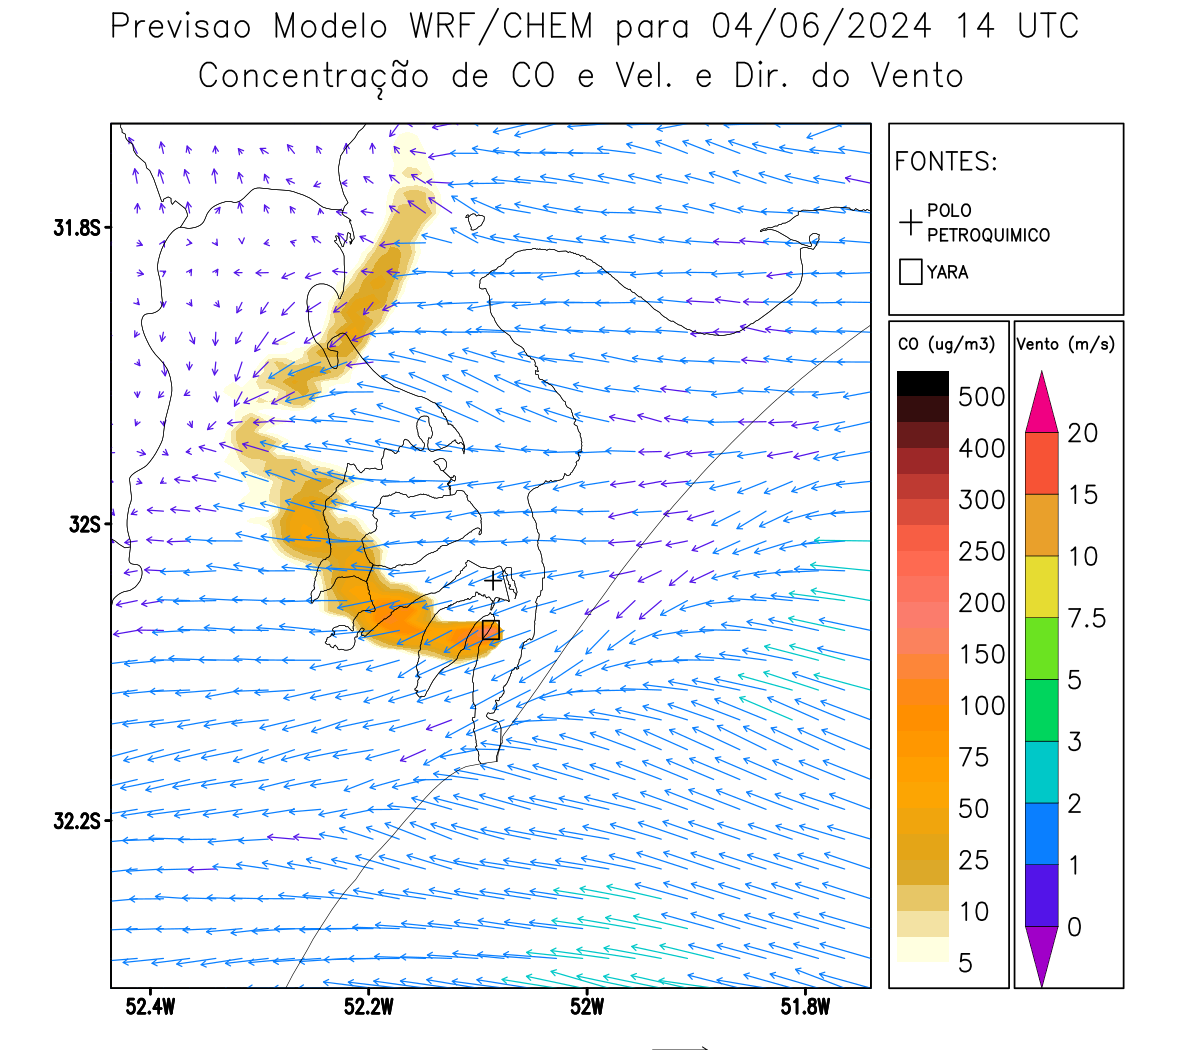 Previsao Modelo WRF/CHEM para 04/06/2024 14 UTC
Concentração de CO e Vel. e Dir. do Vento
FONTES:
POLO
PETROQUIMICO
YARA
CO (ug/m3)
500
400
300
250
200
150
100
75
50
25
10
5
Vento (m/s)
20
15
10
7.5
5
3
2
1
0
31.8S
32S
32.2S
52.4W
52.2W
52W
51.8W